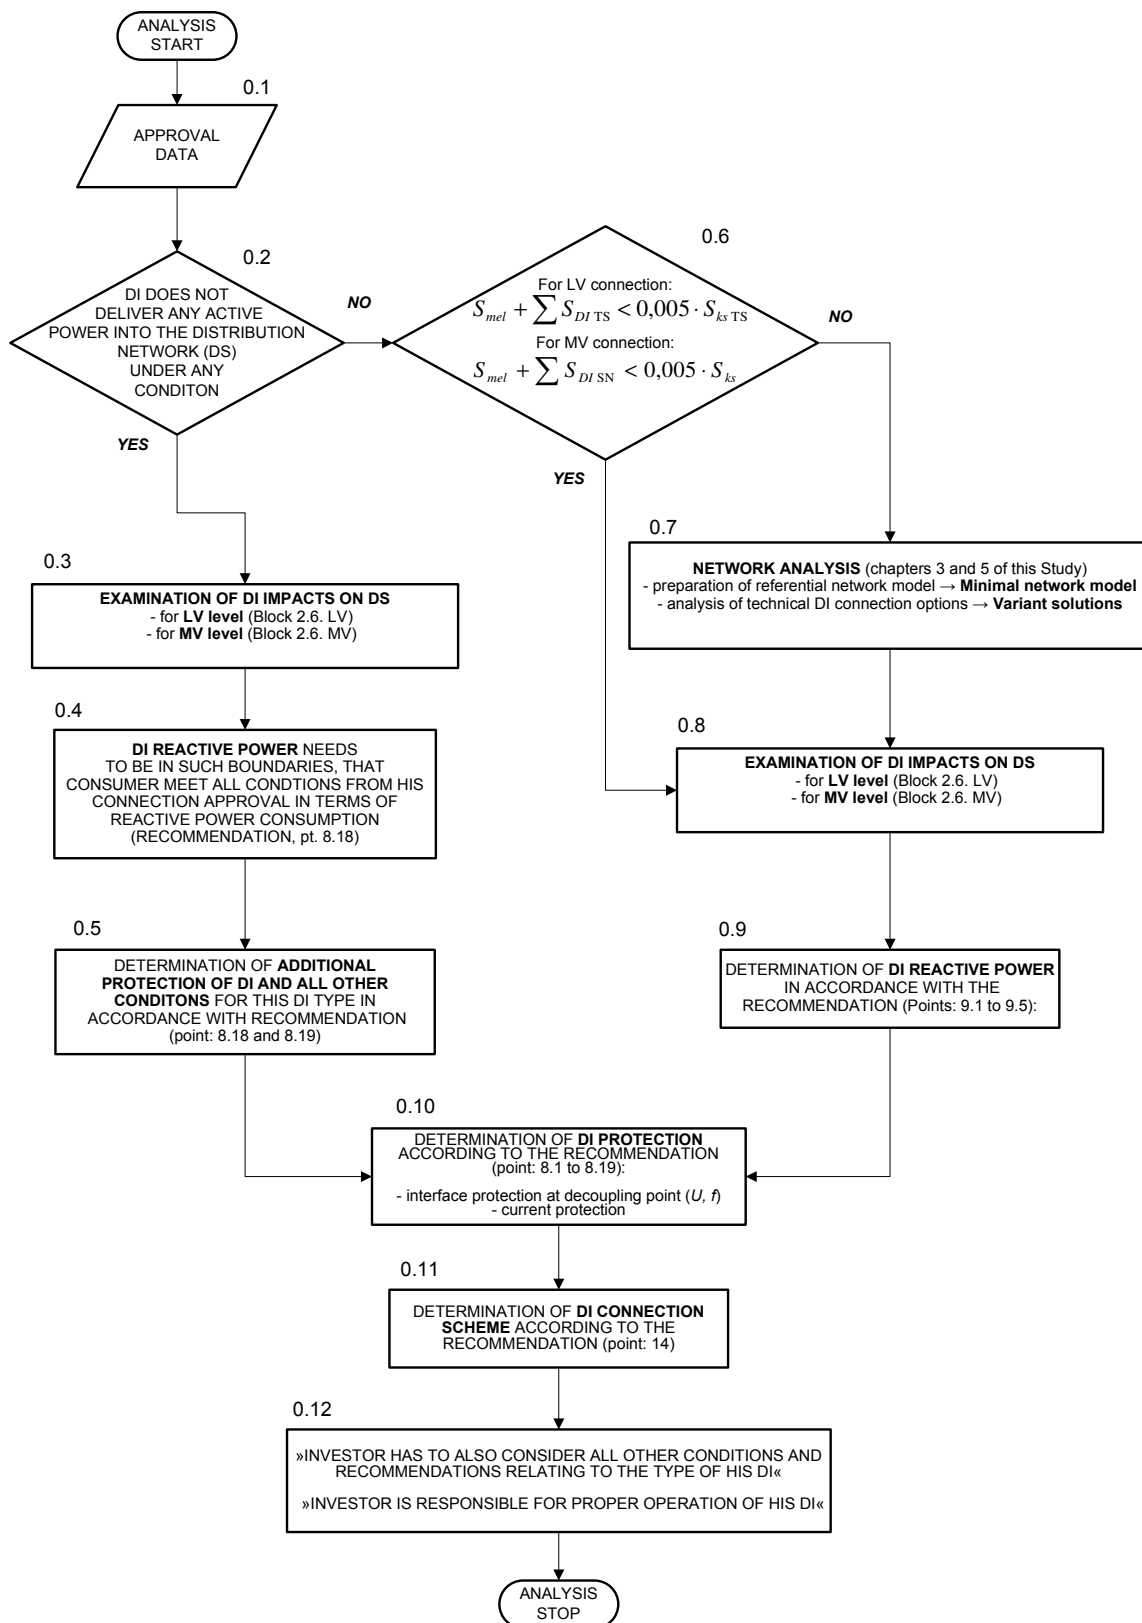 ANALYSIS
START
0.1
APPROVAL
DATA
0.2
DI DOES NOT
DELIVER ANY ACTIVE
POWER INTO THE DISTRIBUTION
NETWORK (DS)
UNDER ANY
CONDITON
NO
YES
0.6
For LV connection:
S_{mel} + ∑ S_{DI TS} < 0,005 · S_{ks TS}
For MV connection:
S_{mel} + ∑ S_{DI SN} < 0,005 · S_{ks}
NO
YES
0.3
EXAMINATION OF DI IMPACTS ON DS
- for LV level (Block 2.6. LV)
- for MV level (Block 2.6. MV)
0.7
NETWORK ANALYSIS (chapters 3 and 5 of this Study)
- preparation of referential network model → Minimal network model
- analysis of technical DI connection options → Variant solutions
0.4
DI REACTIVE POWER NEEDS
TO BE IN SUCH BOUNDARIES, THAT
CONSUMER MEET ALL CONDTIONS FROM HIS
CONNECTION APPROVAL IN TERMS OF
REACTIVE POWER CONSUMPTION
(RECOMMENDATION, pt. 8.18)
0.8
EXAMINATION OF DI IMPACTS ON DS
- for LV level (Block 2.6. LV)
- for MV level (Block 2.6. MV)
0.5
DETERMINATION OF ADDITIONAL
PROTECTION OF DI AND ALL OTHER
CONDITONS FOR THIS DI TYPE IN
ACCORDANCE WITH RECOMMENDATION
(point: 8.18 and 8.19)
0.9
DETERMINATION OF DI REACTIVE POWER
IN ACCORDANCE WITH THE
RECOMMENDATION (Points: 9.1 to 9.5):
0.10
DETERMINATION OF DI PROTECTION
ACCORDING TO THE RECOMMENDATION
(point: 8.1 to 8.19):
- interface protection at decoupling point (U, f)
- current protection
0.11
DETERMINATION OF DI CONNECTION
SCHEME ACCORDING TO THE
RECOMMENDATION (point: 14)
0.12
»INVESTOR HAS TO ALSO CONSIDER ALL OTHER CONDITIONS AND
RECOMMENDATIONS RELATING TO THE TYPE OF HIS DI«
»INVESTOR IS RESPONSIBLE FOR PROPER OPERATION OF HIS DI«
ANALYSIS
STOP